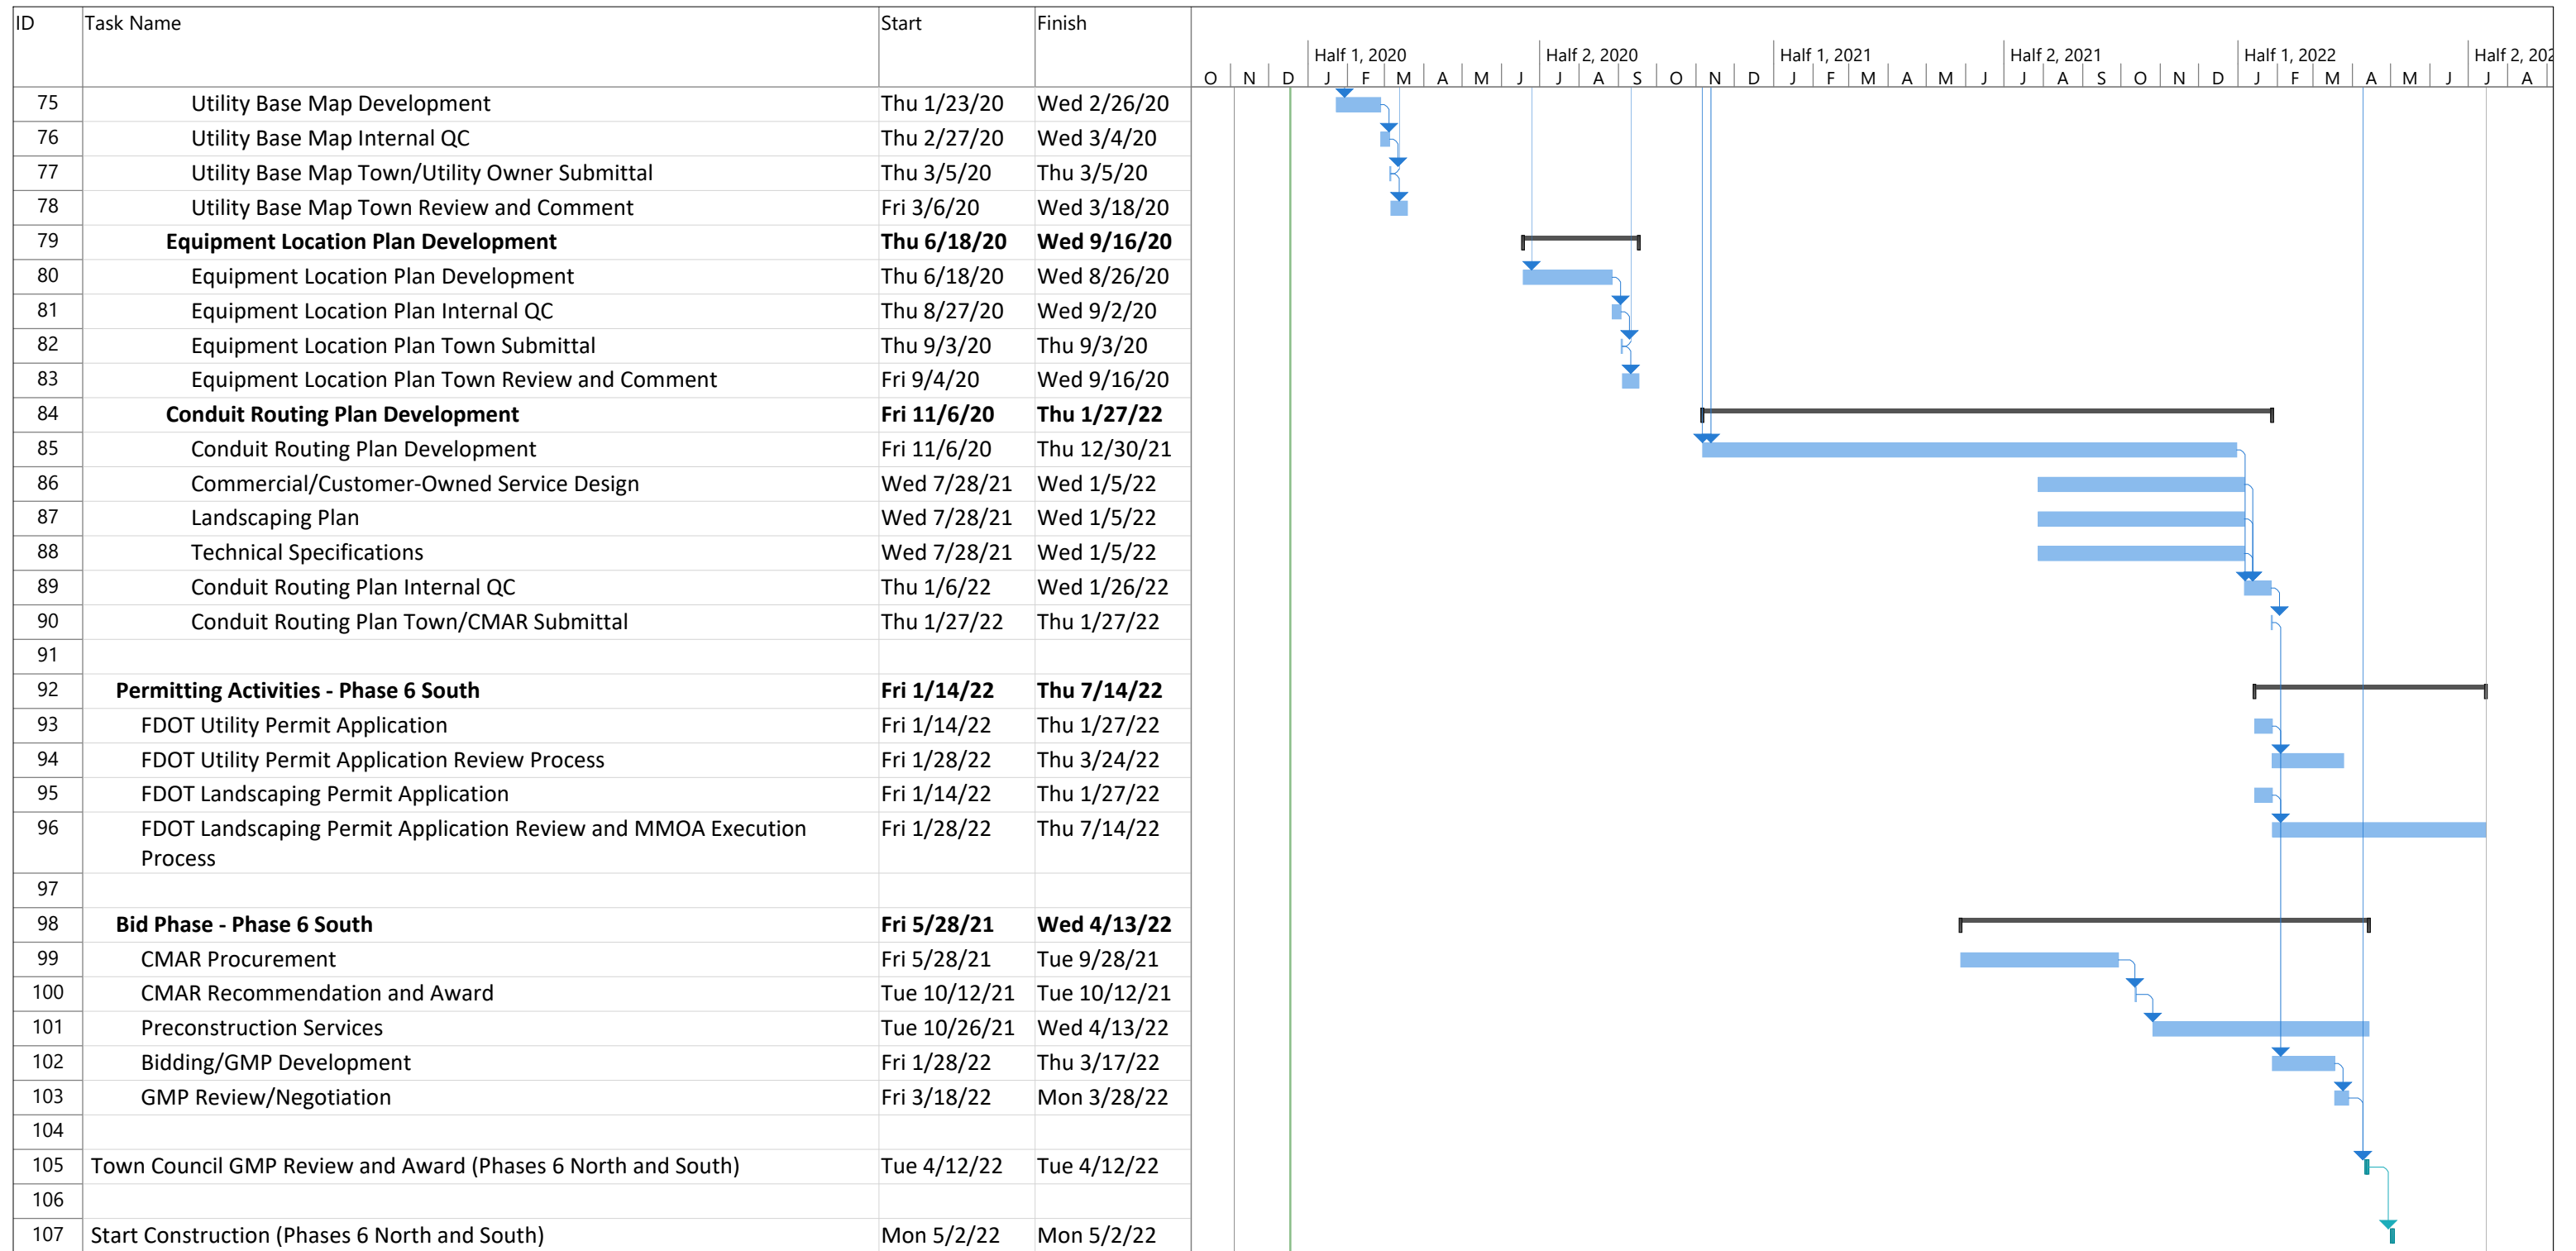 ID Task Name Start Finish
Half 1, 2020 Half 2, 2020 Half 1, 2021 Half 2, 2021 Half 1, 2022 Half 2, 202
O N D J F M A M J J A S O N D J F M A M J J A S O N D J F M A M J J A
75 Utility Base Map Development Thu 1/23/20 Wed 2/26/20
76 Utility Base Map Internal QC Thu 2/27/20 Wed 3/4/20
77 Utility Base Map Town/Utility Owner Submittal Thu 3/5/20 Thu 3/5/20
78 Utility Base Map Town Review and Comment Fri 3/6/20 Wed 3/18/20
79 Equipment Location Plan Development Thu 6/18/20 Wed 9/16/20
80 Equipment Location Plan Development Thu 6/18/20 Wed 8/26/20
81 Equipment Location Plan Internal QC Thu 8/27/20 Wed 9/2/20
82 Equipment Location Plan Town Submittal Thu 9/3/20 Thu 9/3/20
83 Equipment Location Plan Town Review and Comment Fri 9/4/20 Wed 9/16/20
84 Conduit Routing Plan Development Fri 11/6/20 Thu 1/27/22
85 Conduit Routing Plan Development Fri 11/6/20 Thu 12/30/21
86 Commercial/Customer-Owned Service Design Wed 7/28/21 Wed 1/5/22
87 Landscaping Plan Wed 7/28/21 Wed 1/5/22
88 Technical Specifications Wed 7/28/21 Wed 1/5/22
89 Conduit Routing Plan Internal QC Thu 1/6/22 Wed 1/26/22
90 Conduit Routing Plan Town/CMAR Submittal Thu 1/27/22 Thu 1/27/22
91
92 Permitting Activities - Phase 6 South Fri 1/14/22 Thu 7/14/22
93 FDOT Utility Permit Application Fri 1/14/22 Thu 1/27/22
94 FDOT Utility Permit Application Review Process Fri 1/28/22 Thu 3/24/22
95 FDOT Landscaping Permit Application Fri 1/14/22 Thu 1/27/22
96 FDOT Landscaping Permit Application Review and MMOA Execution Fri 1/28/22 Thu 7/14/22
Process
97
98 Bid Phase - Phase 6 South Fri 5/28/21 Wed 4/13/22
99 CMAR Procurement Fri 5/28/21 Tue 9/28/21
100 CMAR Recommendation and Award Tue 10/12/21 Tue 10/12/21
101 Preconstruction Services Tue 10/26/21 Wed 4/13/22
102 Bidding/GMP Development Fri 1/28/22 Thu 3/17/22
103 GMP Review/Negotiation Fri 3/18/22 Mon 3/28/22
104
105 Town Council GMP Review and Award (Phases 6 North and South) Tue 4/12/22 Tue 4/12/22
106
107 Start Construction (Phases 6 North and South) Mon 5/2/22 Mon 5/2/22